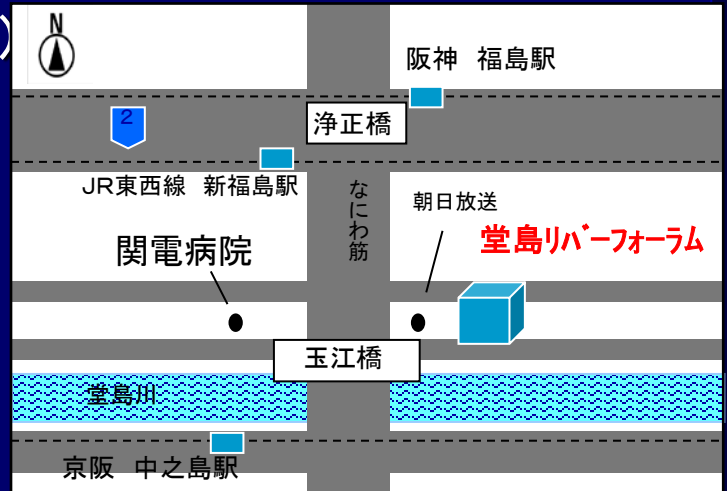 )
N
阪神 福島駅
2
浄正橋
JR東西線 新福島駅
なにわ筋
朝日放送
堂島リバーフォーラム
関電病院
玉江橋
堂島川
京阪 中之島駅